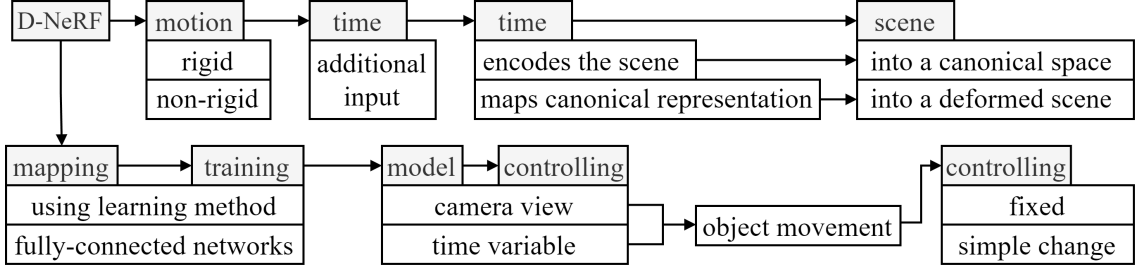 D-NeRF
motion
time
time
scene
rigid
non-rigid
additional
input
encodes the scene
maps canonical representation
into a canonical space
into a deformed scene
mapping
training
model
controlling
controlling
using learning method
fully-connected networks
camera view
time variable
object movement
fixed
simple change